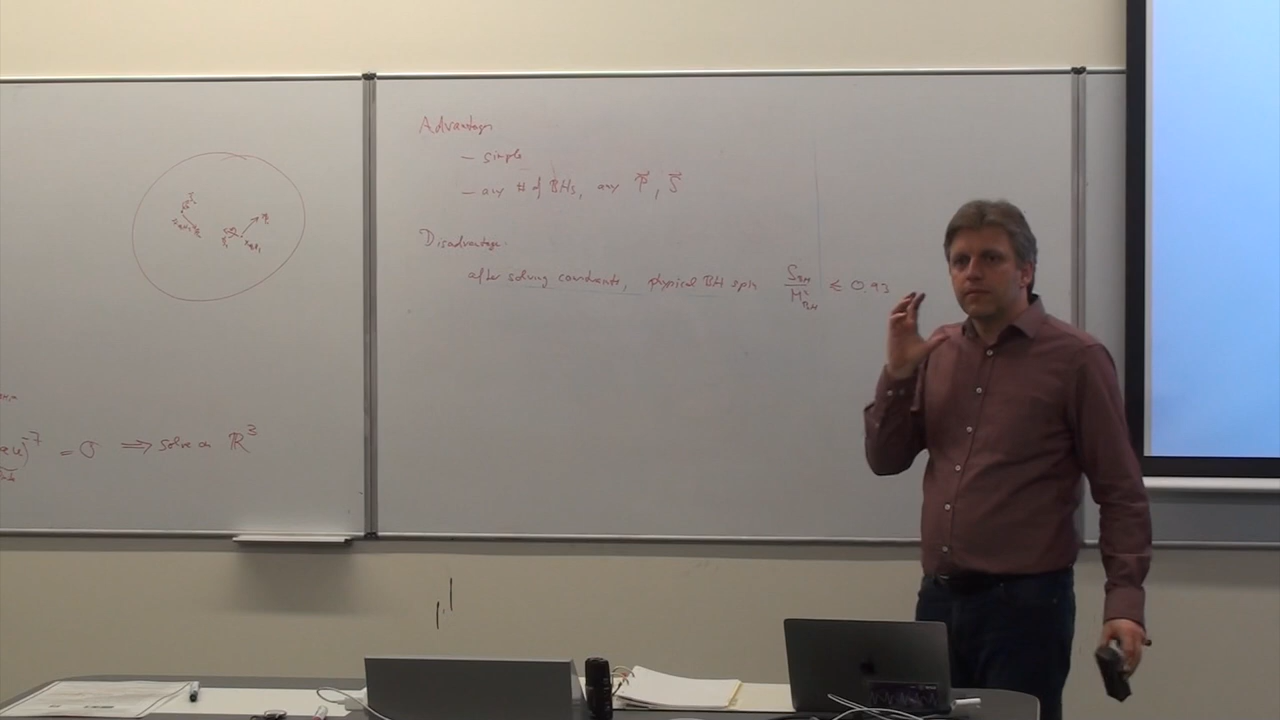 Advantages
– simple
– any # of BHs, any P⃗, S⃗
Disadvantage.
after solving constraints, physical BH spin S_BH / M²_BH ≤ 0.93
)⁻⁷ = 0 ⟹ solve on ℝ³